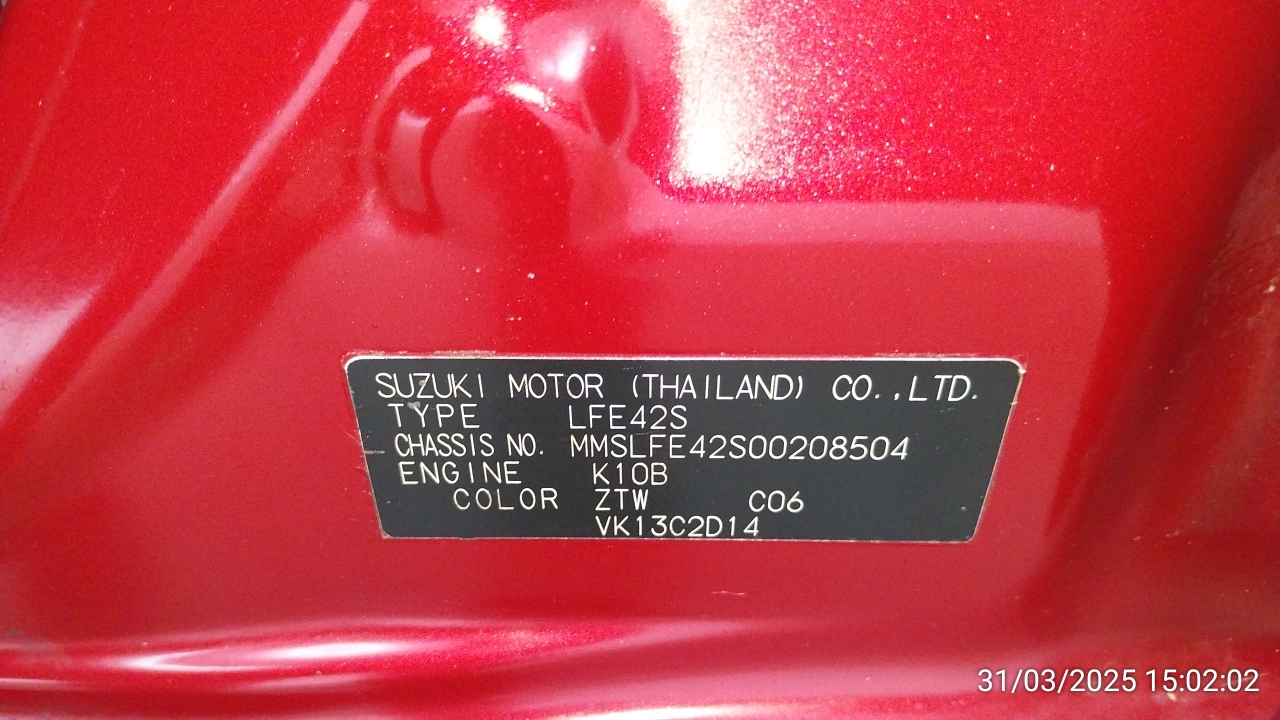 SUZUKI MOTOR (THAILAND) CO.,LTD.
TYPE LFE42S
CHASSIS NO. MMSLFE42S00208504
ENGINE K10B
COLOR ZTW C06
VK13C2D14
31/03/2025 15:02:02